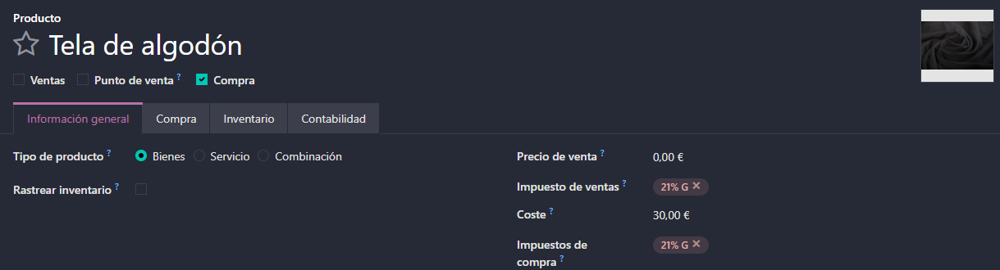 Producto
Tela de algodón
Ventas Punto de venta ? Compra
Información general Compra Inventario Contabilidad
Tipo de producto ? Bienes Servicio Combinación
Rastrear inventario ?
Precio de venta ? 0,00 €
Impuesto de ventas ? 21% G ×
Coste ? 30,00 €
Impuestos de
compra ? 21% G ×